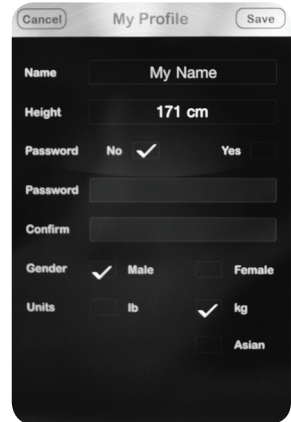 Cancel My Profile Save
Name My Name
Height 171 cm
Password No Yes
Password
Confirm
Gender Male Female
Units lb kg
Asian